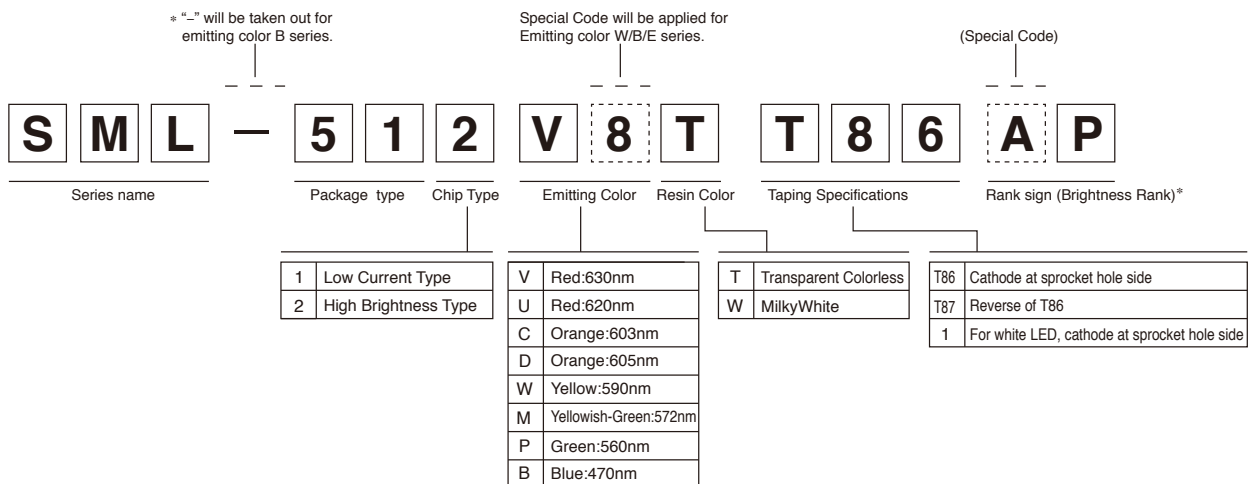 * "–" will be taken out for
emitting color B series.
Special Code will be applied for
Emitting color W/B/E series.
(Special Code)
S M L – 5 1 2 V 8 T T 8 6 A P
Series name
Package type
Chip Type
Emitting Color
Resin Color
Taping Specifications
Rank sign (Brightness Rank)*
1 Low Current Type
2 High Brightness Type
V Red:630nm
U Red:620nm
C Orange:603nm
D Orange:605nm
W Yellow:590nm
M Yellowish-Green:572nm
P Green:560nm
B Blue:470nm
T Transparent Colorless
W MilkyWhite
T86 Cathode at sprocket hole side
T87 Reverse of T86
1 For white LED, cathode at sprocket hole side